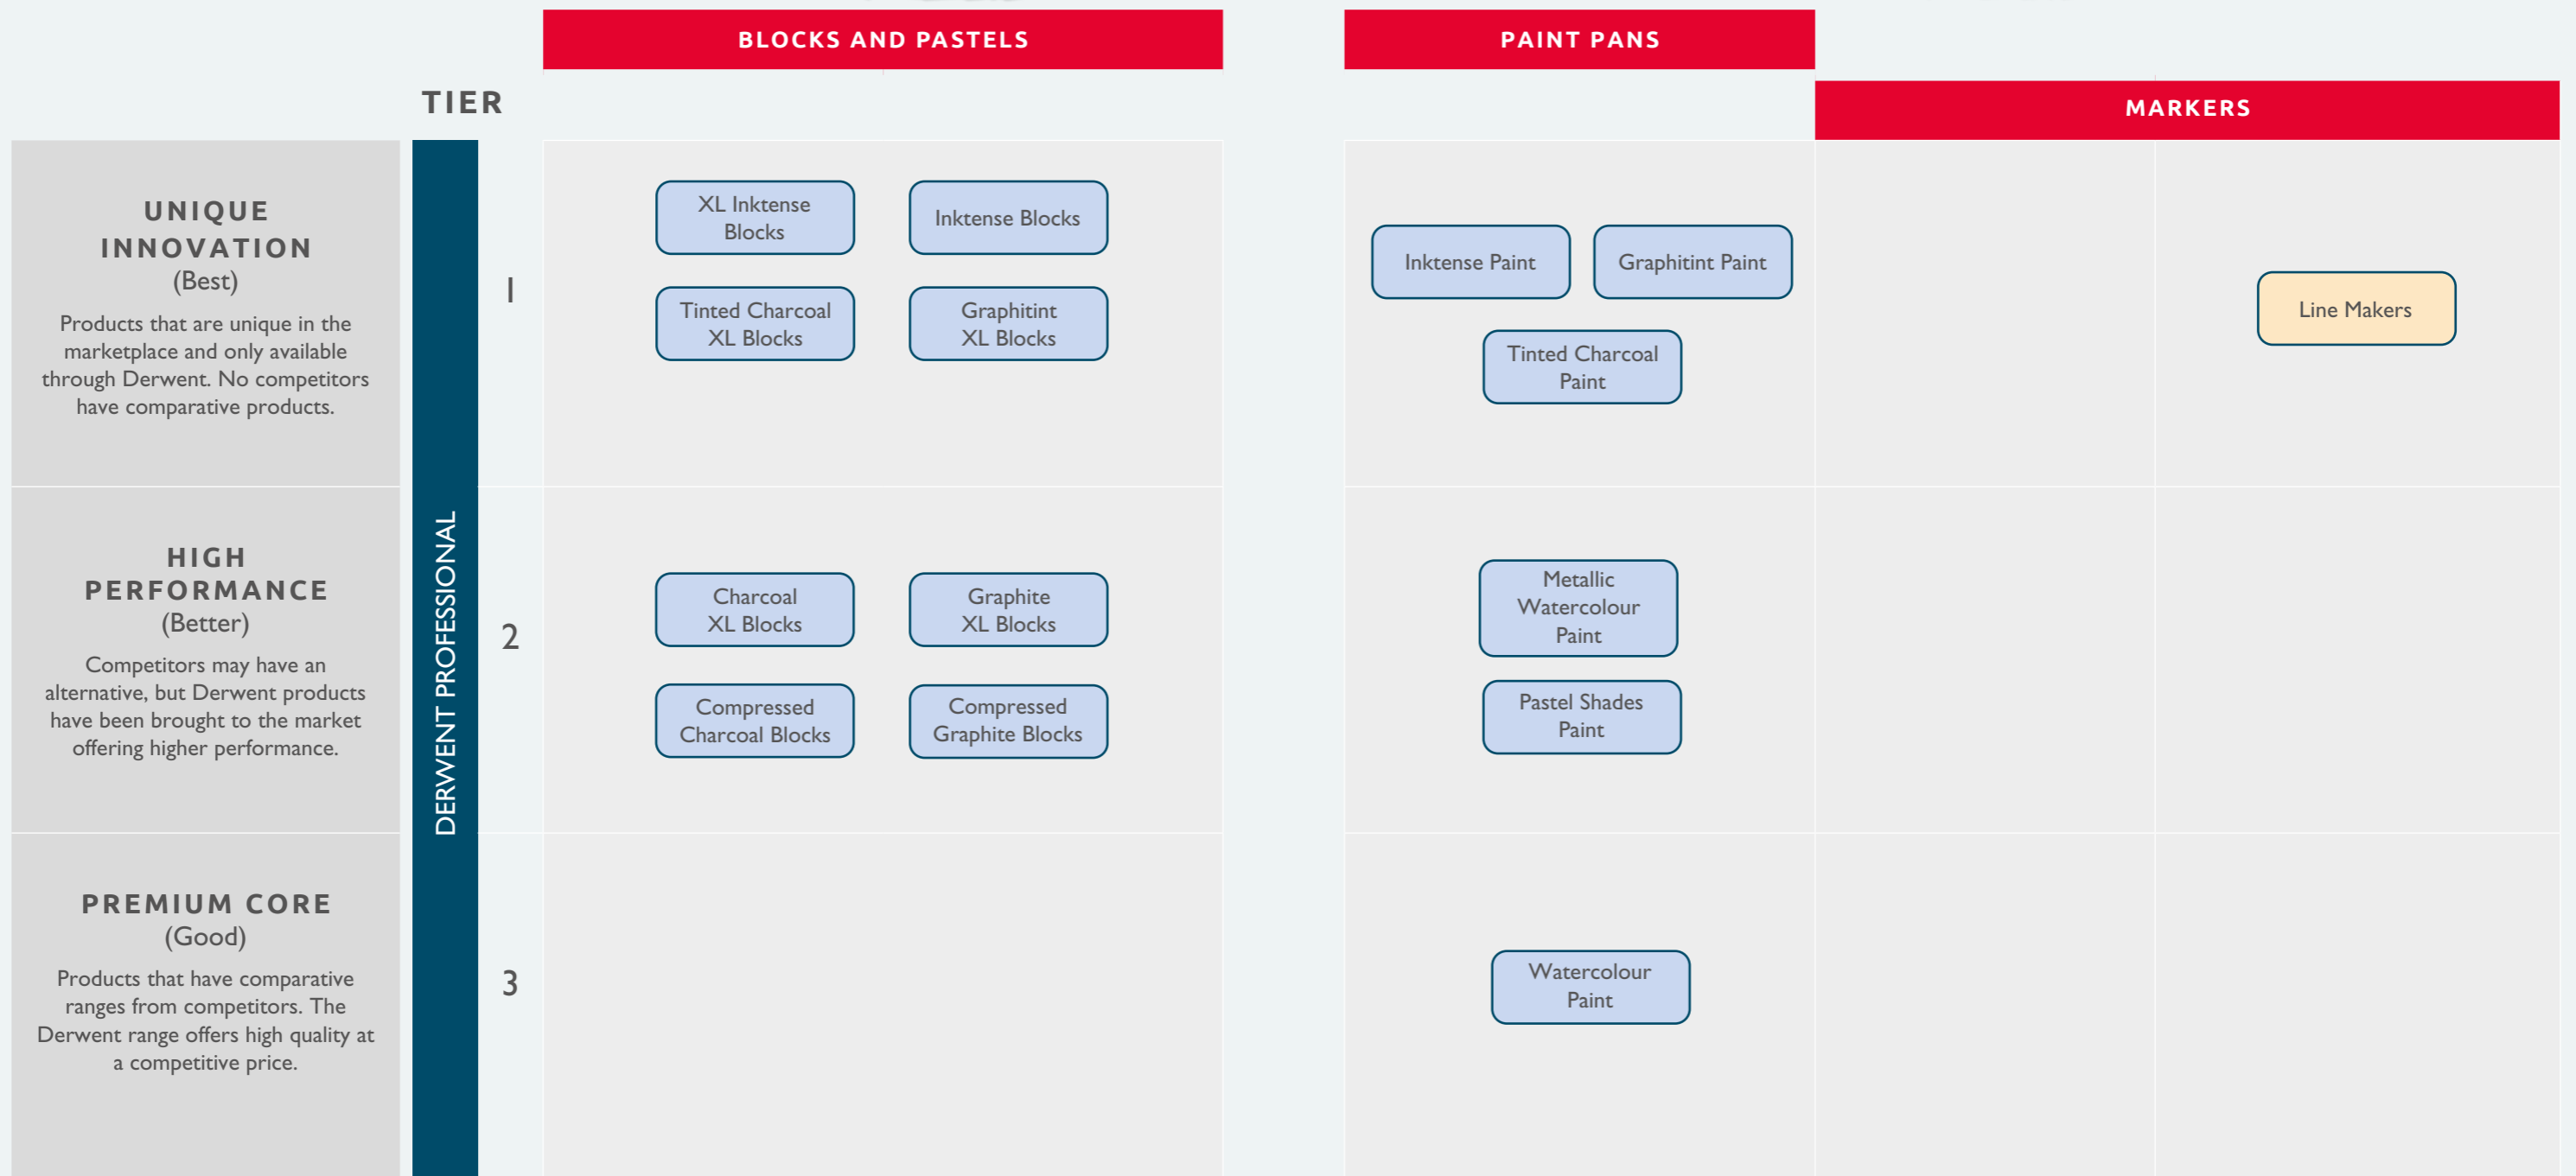 BLOCKS AND PASTELS
PAINT PANS
TIER
MARKERS
UNIQUE
INNOVATION
(Best)
Products that are unique in the
marketplace and only available
through Derwent. No competitors
have comparative products.
DERWENT PROFESSIONAL
1
XL Inktense
Blocks
Inktense Blocks
Tinted Charcoal
XL Blocks
Graphitint
XL Blocks
Inktense Paint
Graphitint Paint
Tinted Charcoal
Paint
Line Makers
HIGH
PERFORMANCE
(Better)
Competitors may have an
alternative, but Derwent products
have been brought to the market
offering higher performance.
2
Charcoal
XL Blocks
Graphite
XL Blocks
Compressed
Charcoal Blocks
Compressed
Graphite Blocks
Metallic
Watercolour
Paint
Pastel Shades
Paint
PREMIUM CORE
(Good)
Products that have comparative
ranges from competitors. The
Derwent range offers high quality at
a competitive price.
3
Watercolour
Paint